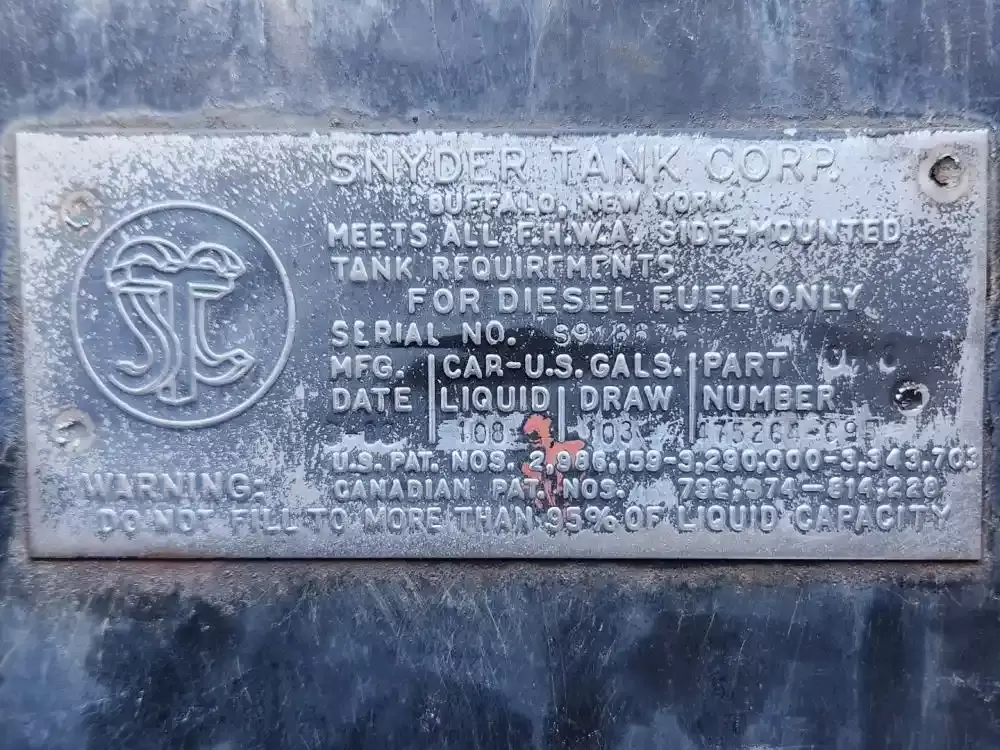 SNYDER TANK CORP.
BUFFALO, NEW YORK
MEETS ALL F.H.W.A. SIDE-MOUNTED
TANK REQUIREMENTS
FOR DIESEL FUEL ONLY
SERIAL NO.
MFG. CAR-U.S. GALS. PART
DATE LIQUID DRAW NUMBER
108 103
U.S. PAT. NOS. 2,986,159-3,290,000-3,343,703
WARNING: CANADIAN PAT. NOS. 792,874-814,220
DO NOT FILL TO MORE THAN 95% OF LIQUID CAPACITY